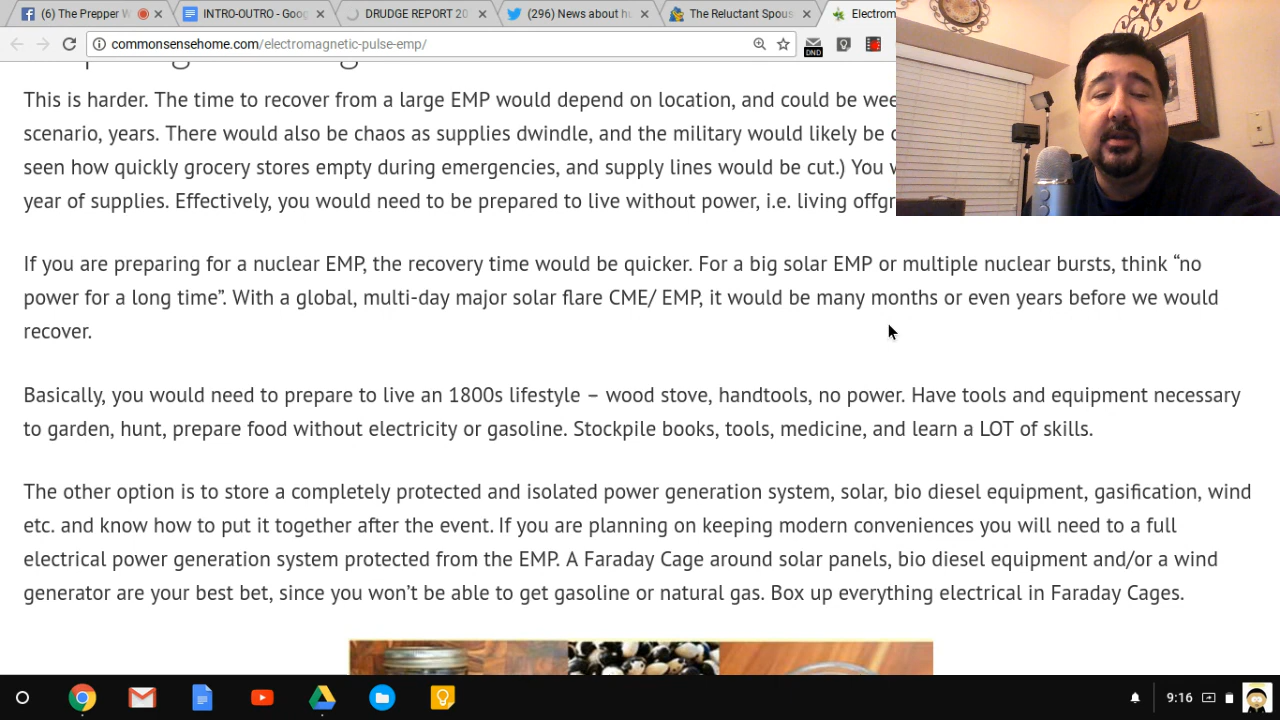 (6) The Prepper W
INTRO-OUTRO - Goog
DRUDGE REPORT 20
(296) News about hu
The Reluctant Spous
Electrom
commonsensehome.com/electromagnetic-pulse-emp/
DND
This is harder. The time to recover from a large EMP would depend on location, and could be wee
scenario, years. There would also be chaos as supplies dwindle, and the military would likely be
seen how quickly grocery stores empty during emergencies, and supply lines would be cut.) You
year of supplies. Effectively, you would need to be prepared to live without power, i.e. living offgr
If you are preparing for a nuclear EMP, the recovery time would be quicker. For a big solar EMP or multiple nuclear bursts, think “no
power for a long time”. With a global, multi-day major solar flare CME/ EMP, it would be many months or even years before we would
recover.
Basically, you would need to prepare to live an 1800s lifestyle – wood stove, handtools, no power. Have tools and equipment necessary
to garden, hunt, prepare food without electricity or gasoline. Stockpile books, tools, medicine, and learn a LOT of skills.
The other option is to store a completely protected and isolated power generation system, solar, bio diesel equipment, gasification, wind
etc. and know how to put it together after the event. If you are planning on keeping modern conveniences you will need to a full
electrical power generation system protected from the EMP. A Faraday Cage around solar panels, bio diesel equipment and/or a wind
generator are your best bet, since you won’t be able to get gasoline or natural gas. Box up everything electrical in Faraday Cages.
9:16